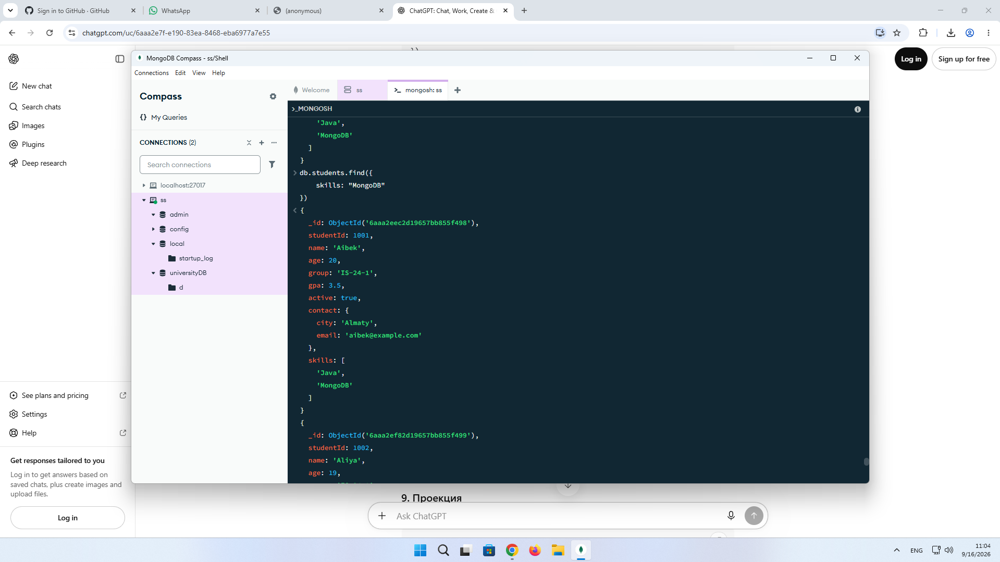 Sign in to GitHub · GitHub
WhatsApp
(anonymous)
ChatGPT: Chat, Work, Create &
chatgpt.com/uc/6aaa2e7f-e190-83ea-8468-eba6977a7e55
New chat
Search chats
Images
Plugins
Deep research
See plans and pricing
Settings
Help
Get responses tailored to you
Log in to get answers based on
saved chats, plus create images and
upload files.
Log in
Log in
Sign up for free
})
MongoDB Compass - ss/Shell
Connections Edit View Help
Compass
{} My Queries
CONNECTIONS (2)
Search connections
localhost:27017
ss
admin
config
local
startup_log
universityDB
d
Welcome
ss
mongosh: ss
>_MONGOSH
'Java',
'MongoDB'
]
}
> db.students.find({
skills: "MongoDB"
})
< {
_id: ObjectId('6aaa2eec2d19657bb855f498'),
studentId: 1001,
name: 'Aibek',
age: 20,
group: 'IS-24-1',
gpa: 3.5,
active: true,
contact: {
city: 'Almaty',
email: 'aibek@example.com'
},
skills: [
'Java',
'MongoDB'
]
}
{
_id: ObjectId('6aaa2ef82d19657bb855f499'),
studentId: 1002,
name: 'Aliya',
age: 19,
9. Проекция
Ask ChatGPT
ENG
11:04
9/16/2026